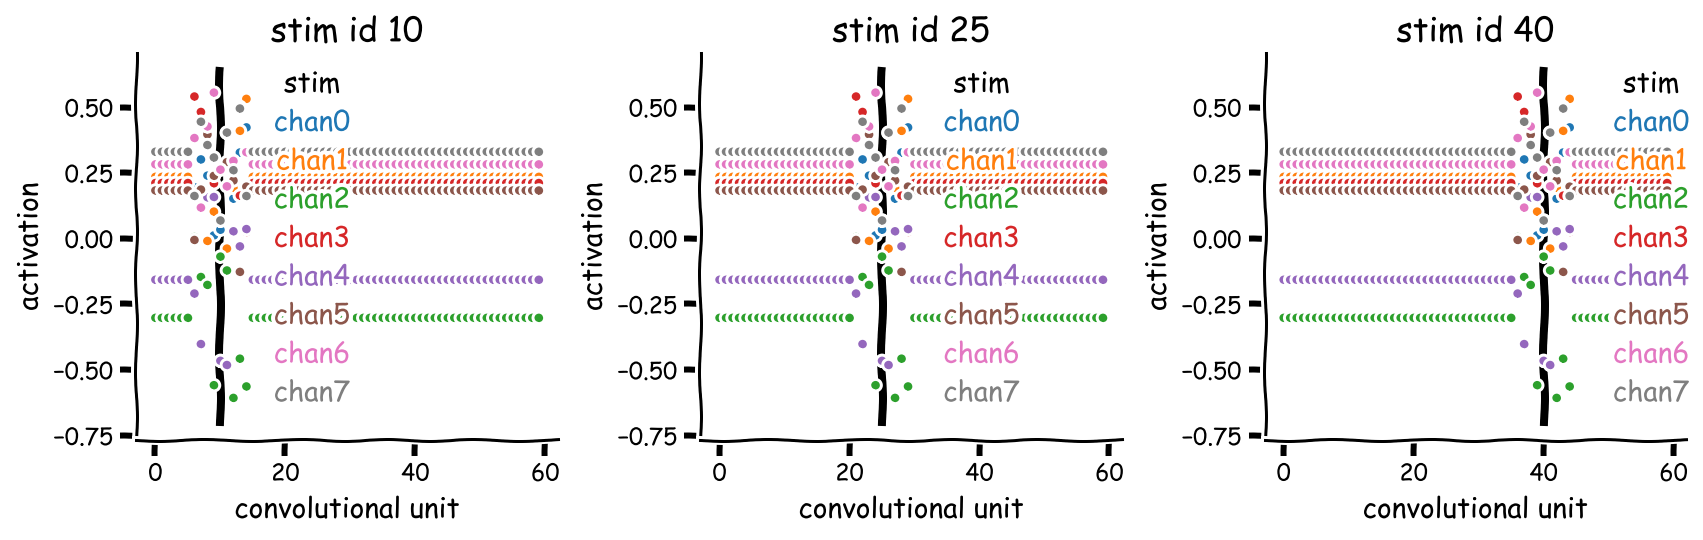 stim id 10
0.50
0.25
0.00
-0.25
-0.50
-0.75
activation
stim
chan0
chan1
chan2
chan3
chan4
chan5
chan6
chan7
0 20 40 60
convolutional unit
stim id 25
0.50
0.25
0.00
-0.25
-0.50
-0.75
activation
stim
chan0
chan1
chan2
chan3
chan4
chan5
chan6
chan7
0 20 40 60
convolutional unit
stim id 40
0.50
0.25
0.00
-0.25
-0.50
-0.75
activation
stim
chan0
chan1
chan2
chan3
chan4
chan5
chan6
chan7
0 20 40 60
convolutional unit